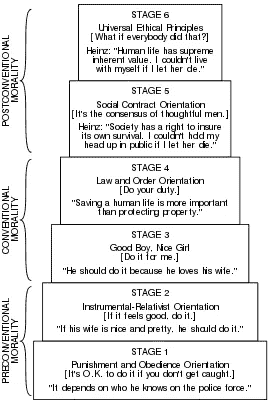 POSTCONVENTIONAL
MORALITY
STAGE 6
Universal Ethical Principles
[What if everybody did that?]
Heinz: "Human life has supreme
inherent value. I couldn't live
with myself if I let her die."
STAGE 5
Social Contract Orientation
[It's the consensus of thoughtful men.]
Heinz: "Society has a right to insure
its own survival. I couldn't hold my
head up in public if I let her die."
CONVENTIONAL
MORALITY
STAGE 4
Law and Order Orientation
[Do your duty.]
"Saving a human life is more important
than protecting property."
STAGE 3
Good Boy, Nice Girl
[Do it for me.]
"He should do it because he loves his wife."
PRECONVENTIONAL
MORALITY
STAGE 2
Instrumental-Relativist Orientation
[If it feels good, do it.]
"If his wife is nice and pretty, he should do it."
STAGE 1
Punishment and Obedience Orientation
[It's O.K. to do it if you don't get caught.]
"It depends on who he knows on the police force."